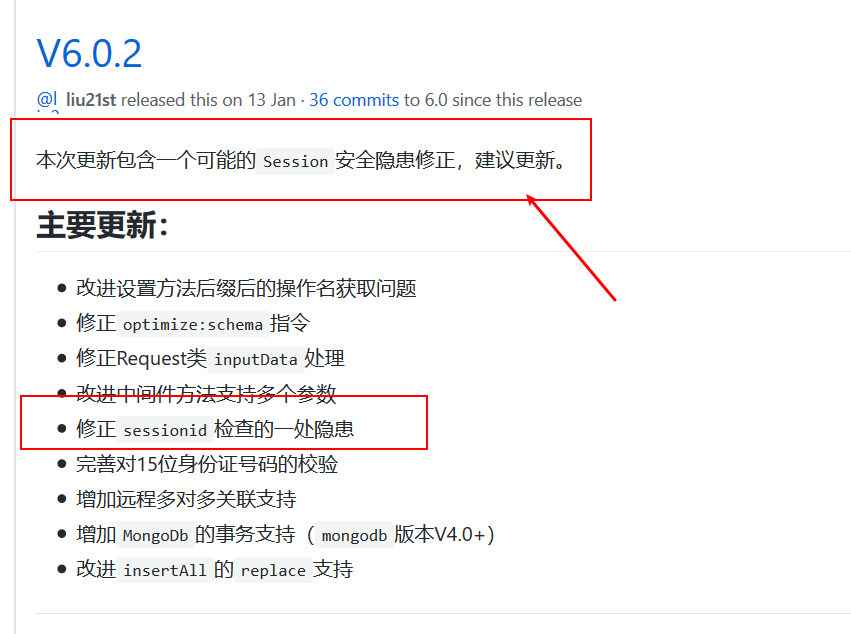 V6.0.2
@l liu21st released this on 13 Jan · 36 commits to 6.0 since this release
本次更新包含一个可能的 Session 安全隐患修正，建议更新。
主要更新：
• 改进设置方法后缀后的操作名获取问题
• 修正 optimize:schema 指令
• 修正Request类 inputData 处理
• 改进中间件方法支持多个参数
• 修正 sessionid 检查的一处隐患
• 完善对15位身份证号码的校验
• 增加远程多对多关联支持
• 增加 MongoDb 的事务支持（ mongodb 版本V4.0+）
• 改进 insertAll 的 replace 支持